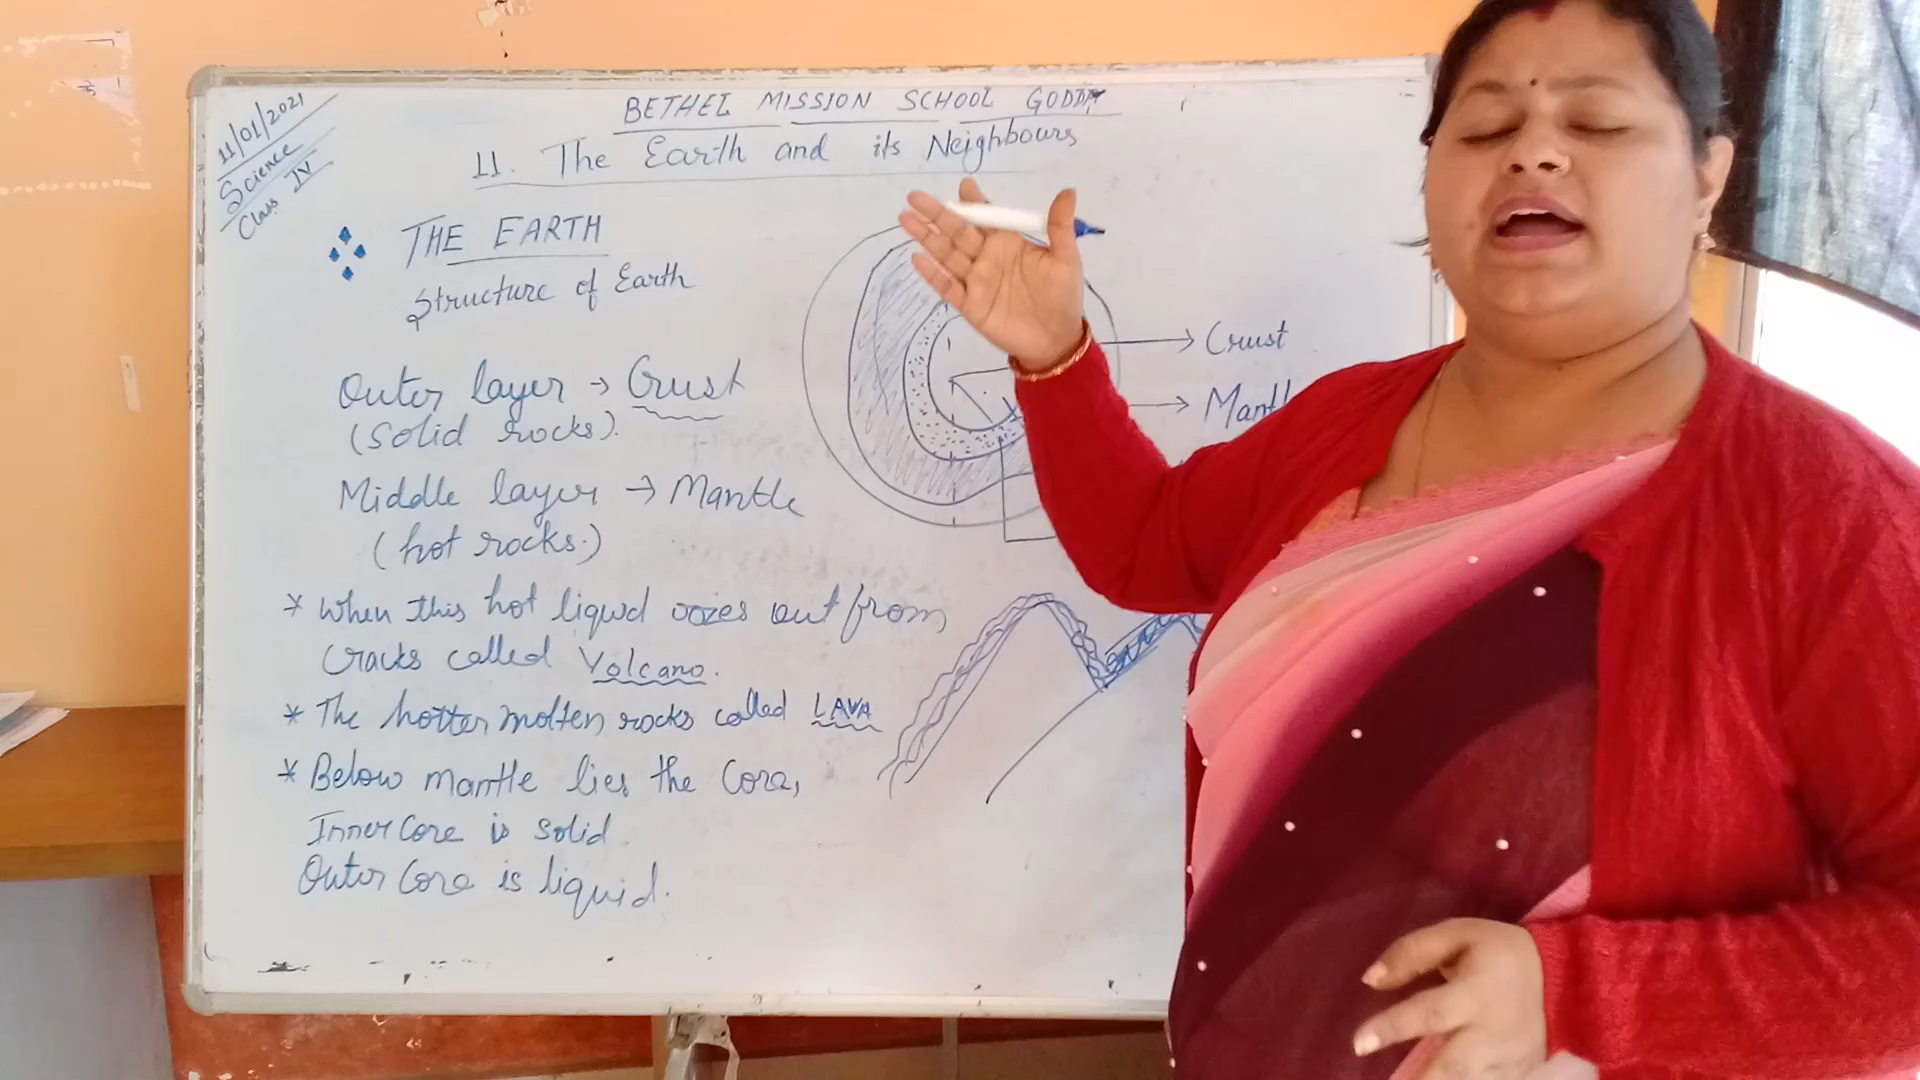 11/01/2021
Science
Class IV
BETHEL MISSION SCHOOL GODDA
11. The Earth and its Neighbours
THE EARTH
Structure of Earth
Outer layer → Crust
(Solid rocks).
Middle layer → Mantle
(hot rocks.)
* When this hot liquid oozes out from
cracks called Volcano.
* The hotter molten rocks called LAVA
* Below mantle lies the Core,
Inner Core is solid
Outer Core is liquid.
Crust
Mantl